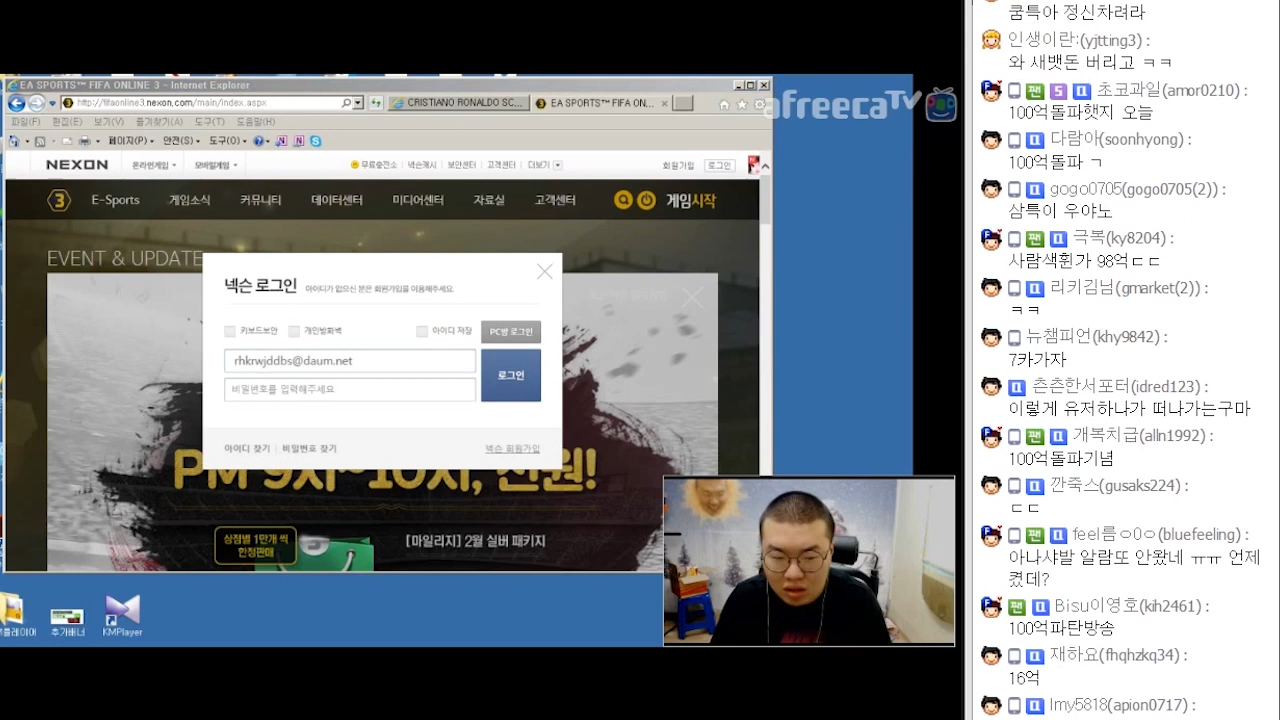 EA SPORTS™ FIFA ONLINE 3 - Internet Explorer
http://fifaonline3.nexon.com/main/index.aspx
CRISTIANO RONALDO SC...
EA SPORTS™ FIFA ON...
파일(F) 편집(E) 보기(V) 즐겨찾기(A) 도구(T) 도움말(H)
페이지(P) 안전(S) 도구(O)
NEXON 온라인게임 모바일게임 무료충전소 넥슨캐시 보안센터 고객센터 더보기 회원가입 로그인
3 E-Sports 게임소식 커뮤니티 데이터센터 미디어센터 자료실 고객센터 게임시작
EVENT & UPDATE
넥슨 로그인 아이디가 없으신 분은 회원가입을 이용해주세요.
키보드보안 개인방화벽 아이디 저장 PC방 로그인
rhkrwjddbs@daum.net
로그인
비밀번호를 입력해주세요
아이디 찾기 | 비밀번호 찾기 넥슨 회원가입
PM 9시~10시, 천원!
상점별 1만개 씩
한정판매
[마일리지] 2월 실버 패키지
플레이어
추가배너
KMPlayer
afreecaTV
쿰특아 정신차려라
인생이란:(yjtting3) :
와 새뱃돈 버리고 ㅋㅋ
팬 S 초코과일(amor0210) :
100억돌파햇지 오늘
다람아(soonhyong) :
100억돌파 ㄱ
gogo0705(gogo0705(2)) :
삼특이 우야노
팬 극복(ky8204) :
사람색휜가 98억ㄷㄷ
리키김님(gmarket(2)) :
ㅋㅋ
뉴챔피언(khy9842) :
7카가자
츤츤한서포터(idred123) :
이렇게 유저하나가 떠나가는구마
팬 개복치급(alln1992) :
100억돌파기념
깐죽스(gusaks224) :
ㄷㄷ
팬 feel름ㅇ0ㅇ(bluefeeling) :
아나샤발 알람또 안왔네 ㅠㅠ 언제
켰데?
팬 Bisu이영호(kih2461) :
100억파탄방송
재하요(fhqhzkq34) :
16억
lmy5818(apion0717) :